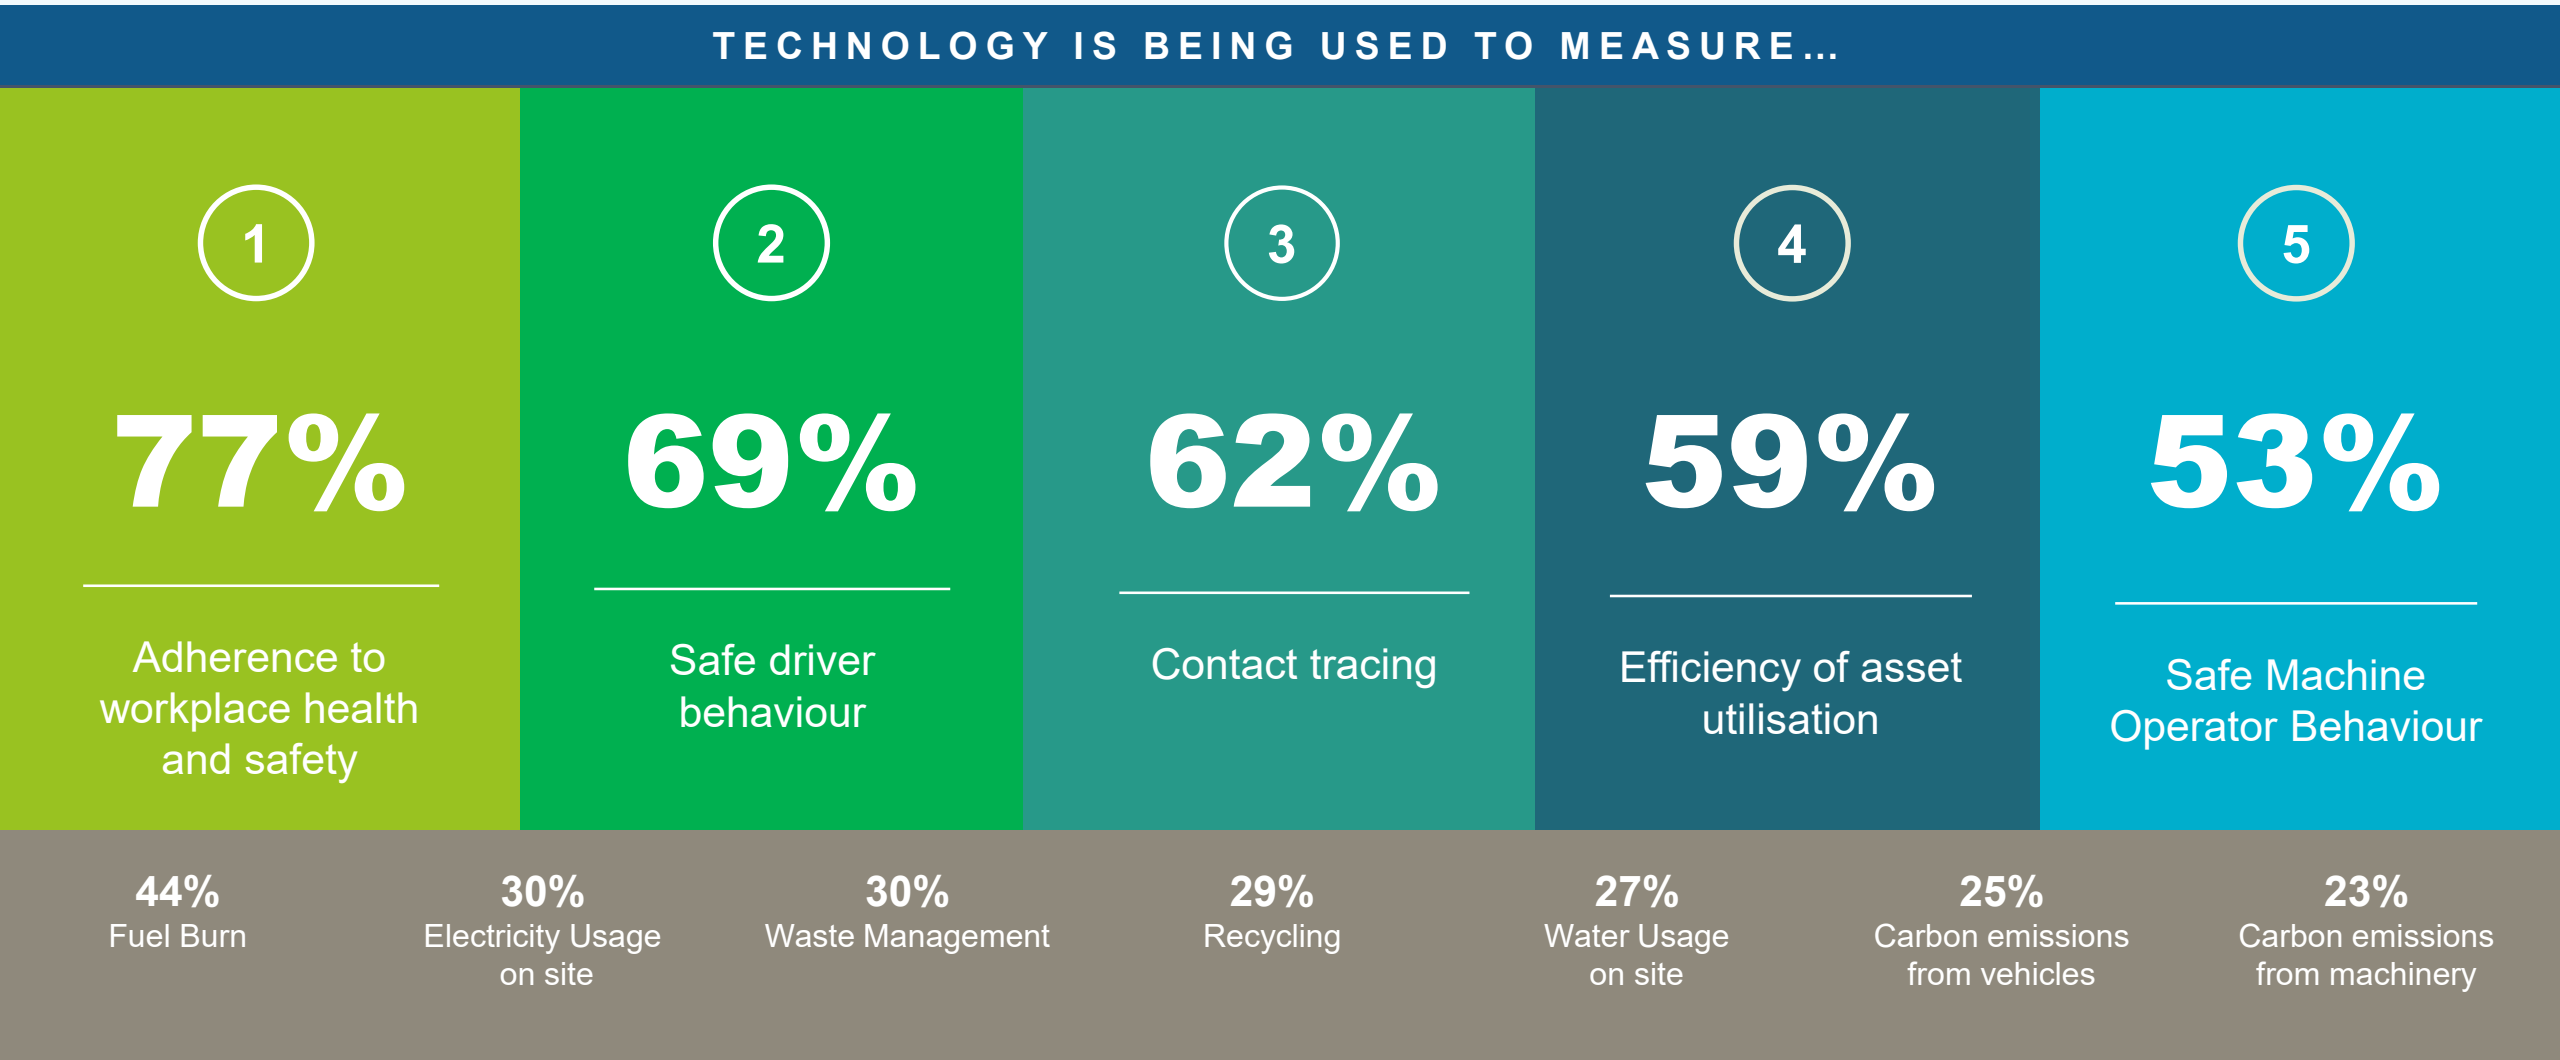 TECHNOLOGY IS BEING USED TO MEASURE...
1
77%
Adherence to
workplace health
and safety
2
69%
Safe driver
behaviour
3
62%
Contact tracing
4
59%
Efficiency of asset
utilisation
5
53%
Safe Machine
Operator Behaviour
44%
Fuel Burn
30%
Electricity Usage
on site
30%
Waste Management
29%
Recycling
27%
Water Usage
on site
25%
Carbon emissions
from vehicles
23%
Carbon emissions
from machinery